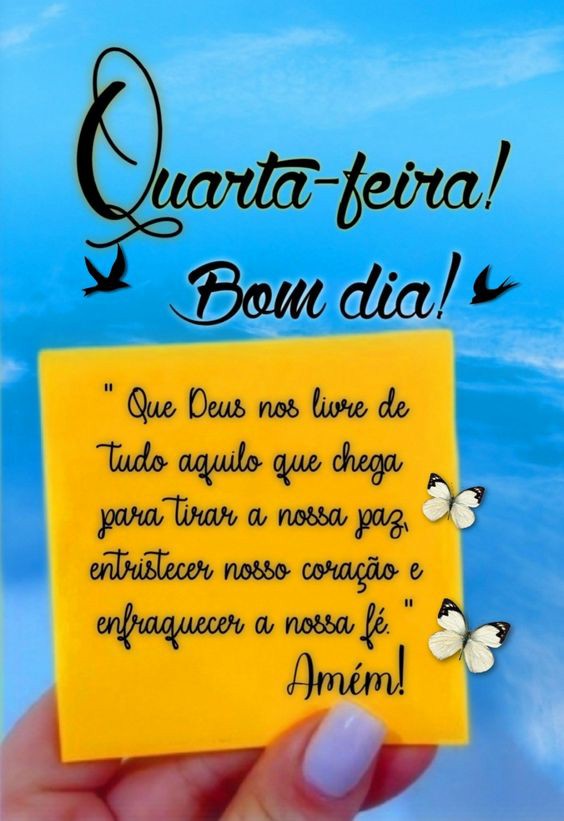 Quarta-feira!
Bom dia!
" Que Deus nos livre de
tudo aquilo que chega
para tirar a nossa paz,
entristecer nosso coração e
enfraquecer a nossa fé. "
Amém!